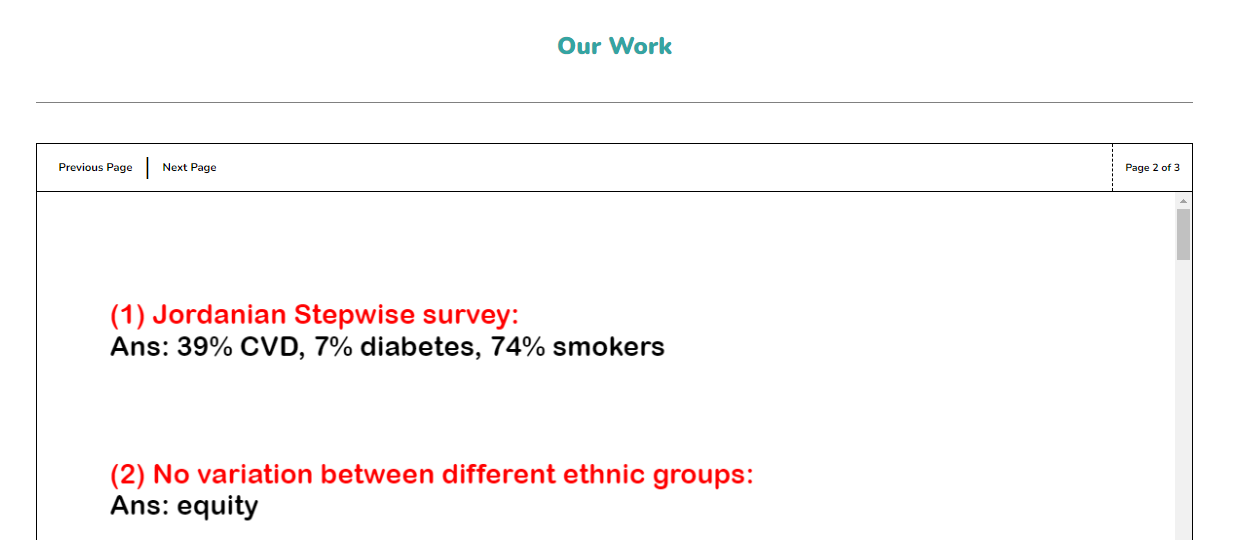 Our Work
Previous Page | Next Page
Page 2 of 3
(1) Jordanian Stepwise survey:
Ans: 39% CVD, 7% diabetes, 74% smokers
(2) No variation between different ethnic groups:
Ans: equity